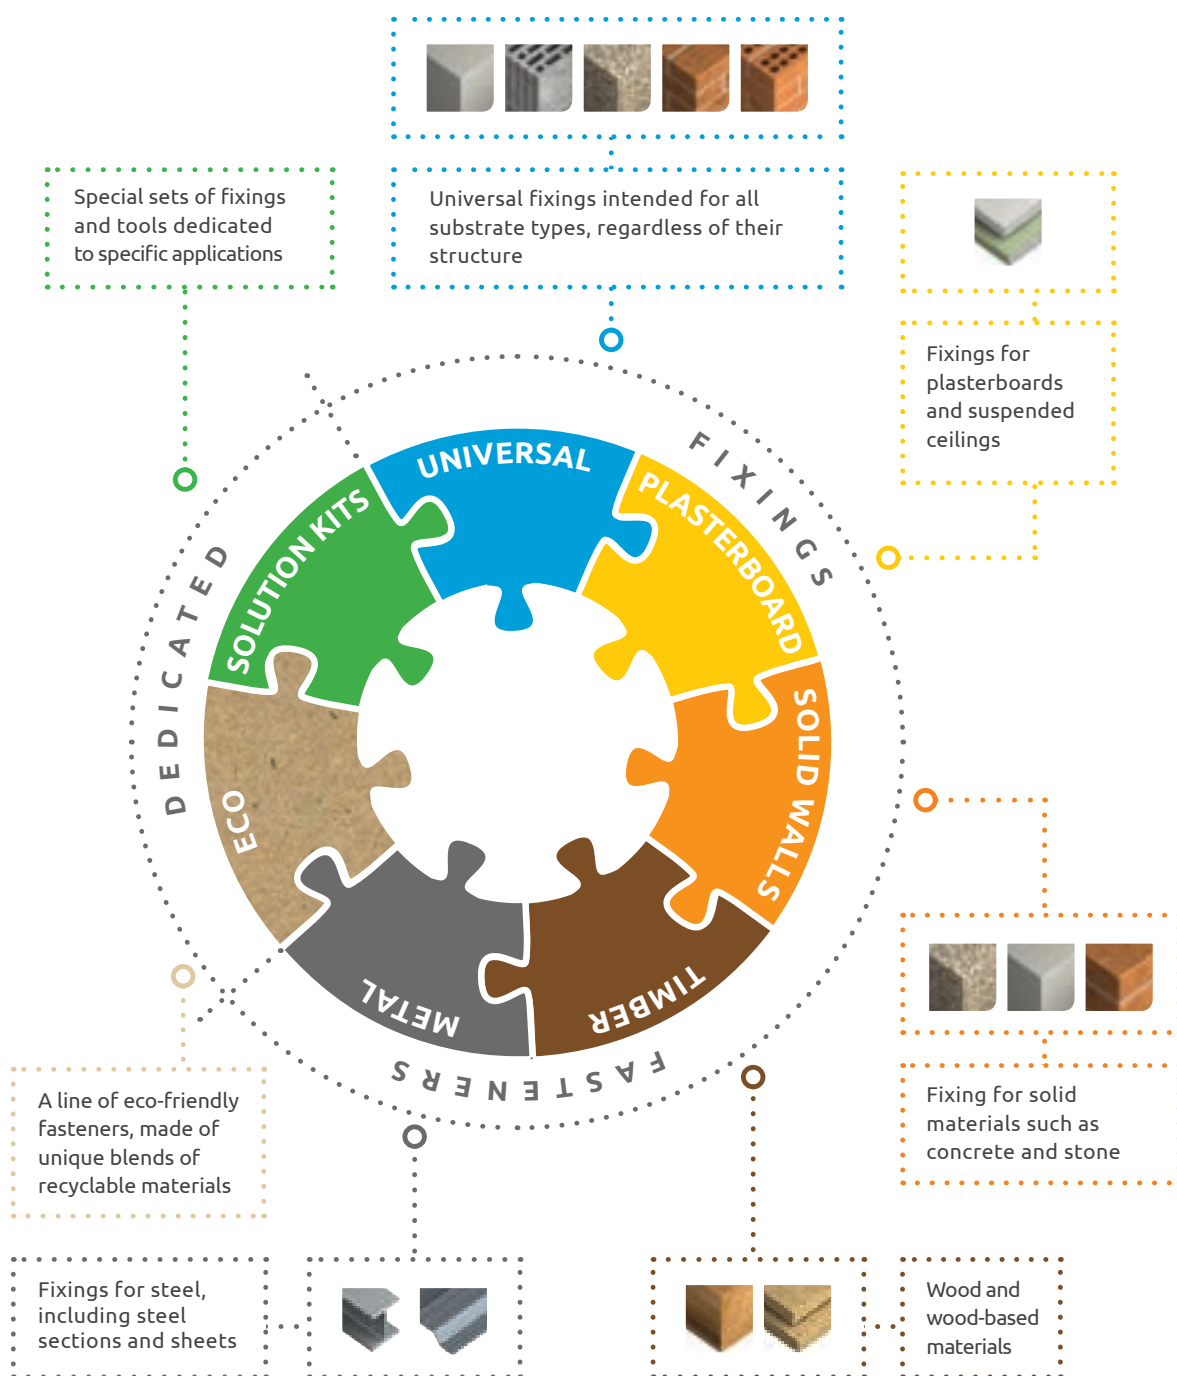 Special sets of fixings
and tools dedicated
to specific applications
Universal fixings intended for all
substrate types, regardless of their
structure
Fixings for
plasterboards
and suspended
ceilings
FIXINGS
DEDICATED
FASTENERS
UNIVERSAL
PLASTERBOARD
SOLID WALLS
TIMBER
METAL
ECO
SOLUTION KITS
Fixing for solid
materials such as
concrete and stone
A line of eco-friendly
fasteners, made of
unique blends of
recyclable materials
Fixings for steel,
including steel
sections and sheets
Wood and
wood-based
materials